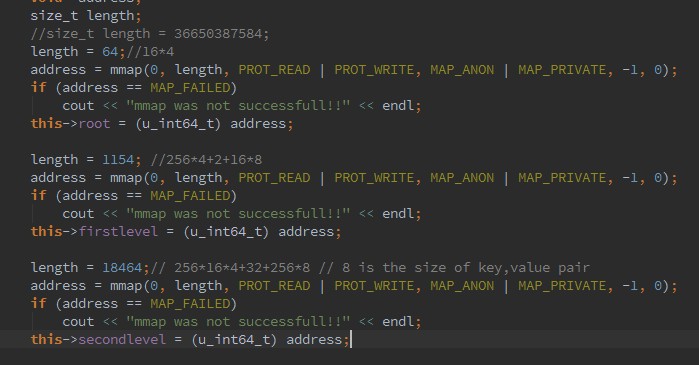 void* address;
size_t length;
//size_t length = 36650387584;
length = 64;//16*4
address = mmap(0, length, PROT_READ | PROT_WRITE, MAP_ANON | MAP_PRIVATE, -1, 0);
if (address == MAP_FAILED)
cout << "mmap was not successfull!!" << endl;
this->root = (u_int64_t) address;
length = 1154; //256*4+2+16*8
address = mmap(0, length, PROT_READ | PROT_WRITE, MAP_ANON | MAP_PRIVATE, -1, 0);
if (address == MAP_FAILED)
cout << "mmap was not successfull!!" << endl;
this->firstlevel = (u_int64_t) address;
length = 18464;// 256*16*4+32+256*8 // 8 is the size of key,value pair
address = mmap(0, length, PROT_READ | PROT_WRITE, MAP_ANON | MAP_PRIVATE, -1, 0);
if (address == MAP_FAILED)
cout << "mmap was not successfull!!" << endl;
this->secondlevel = (u_int64_t) address;